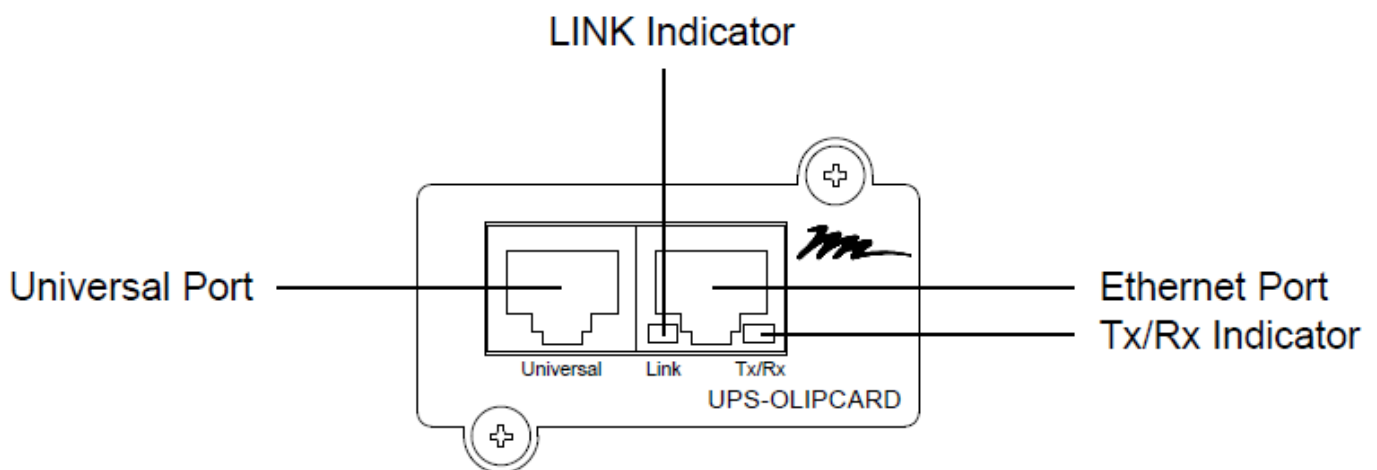 LINK Indicator
Universal Port
Ethernet Port
Tx/Rx Indicator
Universal
Link
Tx/Rx
UPS-OLIPCARD